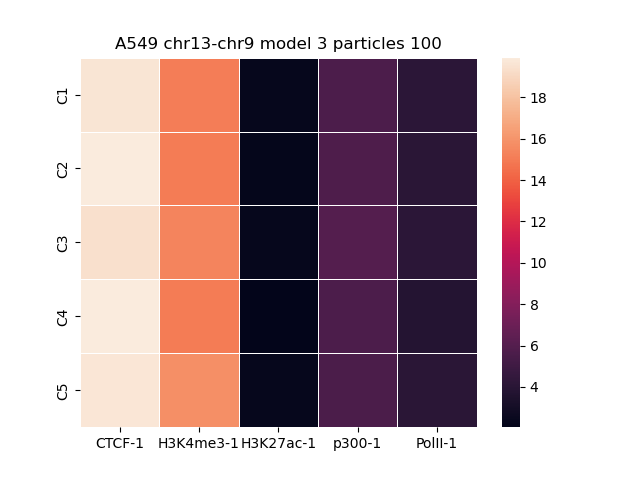 A549 chr13-chr9 model 3 particles 100
C1
C2
C3
C4
C5
CTCF-1 H3K4me3-1 H3K27ac-1 p300-1 PolII-1
18
16
14
12
10
8
6
4